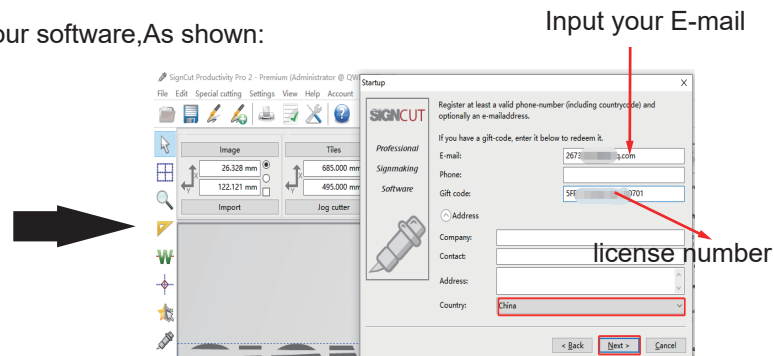 Input your E-mail
our software,As shown:
SignCut Productivity Pro 2 - Premium (Administrator @ QW
File Edit Special cutting Settings View Help Account
Startup
X
Image
Tiles
X
26.328 mm
122.121 mm
X
685.000 mm
495.000 mm
Import
Jog cutter
SIGNCUT
Professional
Signmaking
Software
Register at least a valid phone-number (including countrycode) and
optionally an e-mailaddress.
If you have a gift-code, enter it below to redeem it.
E-mail:
2673
q.com
Phone:
Gift code:
0701
Address
Company:
Contact:
license number
Address:
Country:
China
< Back
Next >
Cancel